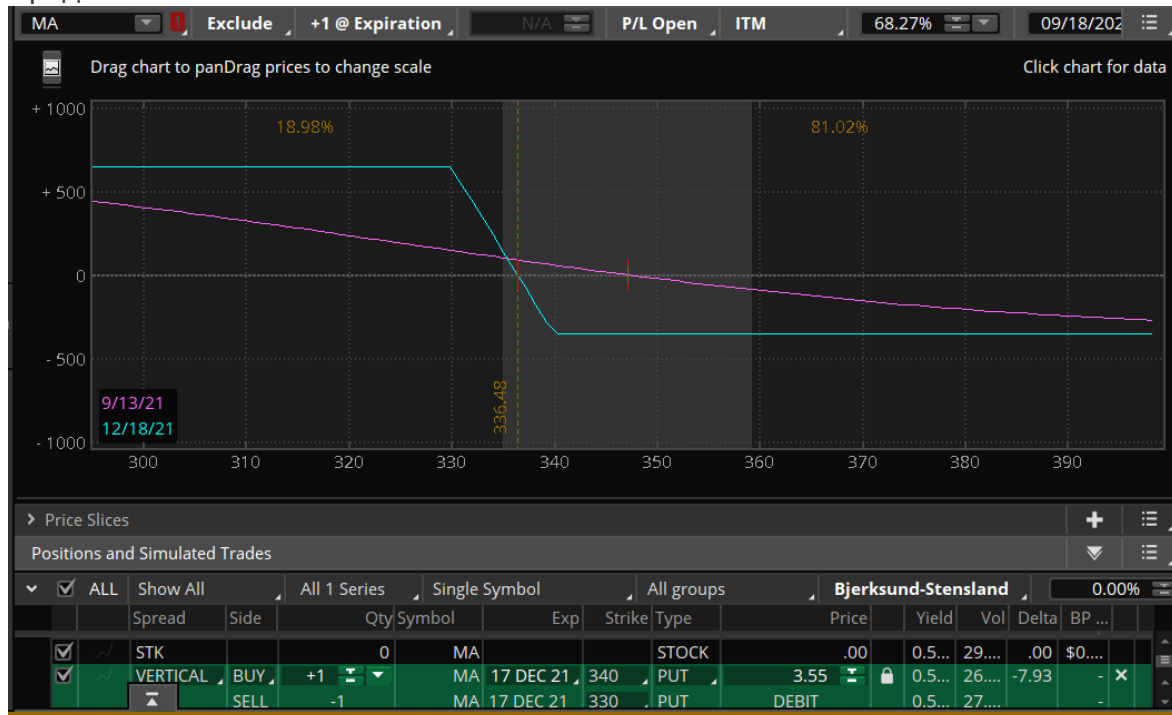 MA 1 Exclude +1 @ Expiration N/A P/L Open ITM 68.27% 09/18/202
Drag chart to panDrag prices to change scale Click chart for data
+ 1000
18.98% 81.02%
+ 500
0
- 500
336.48
9/13/21
12/18/21
- 1000
300 310 320 330 340 350 360 370 380 390
> Price Slices
Positions and Simulated Trades
ALL Show All All 1 Series Single Symbol All groups Bjerksund-Stensland 0.00%
Spread Side Qty Symbol Exp Strike Type Price Yield Vol Delta BP ...
STK 0 MA STOCK .00 0.5... 29.... .00 $0....
VERTICAL BUY +1 MA 17 DEC 21 340 PUT 3.55 0.5... 26.... -7.93 - ×
SELL -1 MA 17 DEC 21 330 PUT DEBIT 0.5... 27.... -